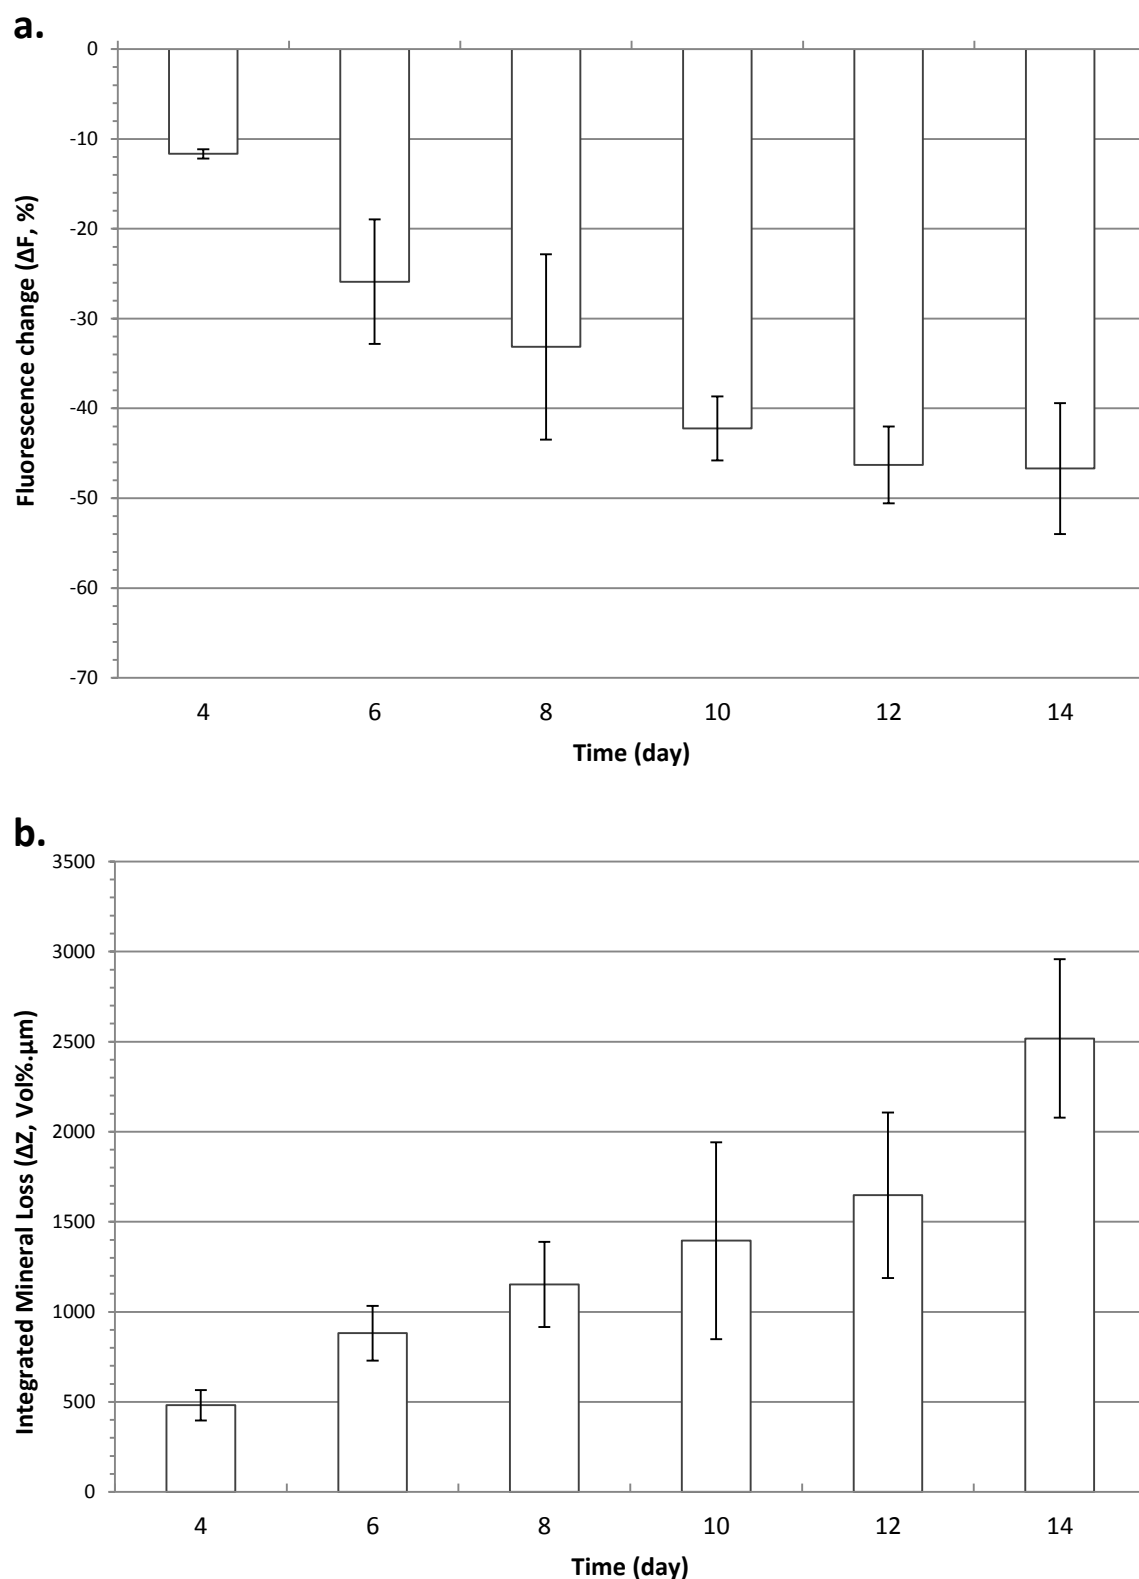 a.
0
-10
-20
-30
-40
-50
-60
-70
Fluorescence change (ΔF, %)
4 6 8 10 12 14
Time (day)
b.
3500
3000
2500
2000
1500
1000
500
0
Integrated Mineral Loss (ΔZ, Vol%.µm)
4 6 8 10 12 14
Time (day)